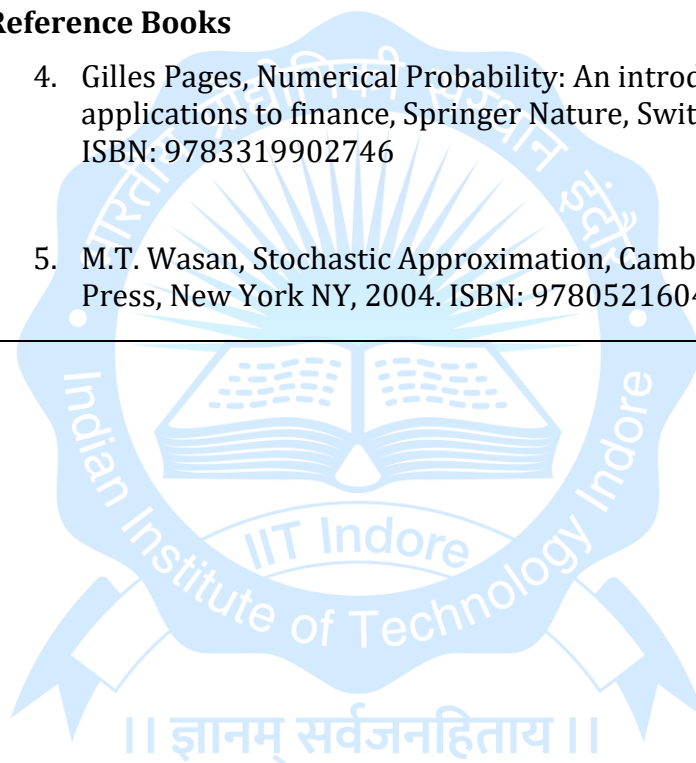 Reference Books
4. Gilles Pages, Numerical Probability: An introd
applications to finance, Springer Nature, Swit
ISBN: 9783319902746
5. M.T. Wasan, Stochastic Approximation, Camb
Press, New York NY, 2004. ISBN: 9780521604
भारतीय प्रौद्योगिकी संस्थान इंदौर
Indian Institute of Technology Indore
IIT Indore
।। ज्ञानम् सर्वजनहिताय ।।